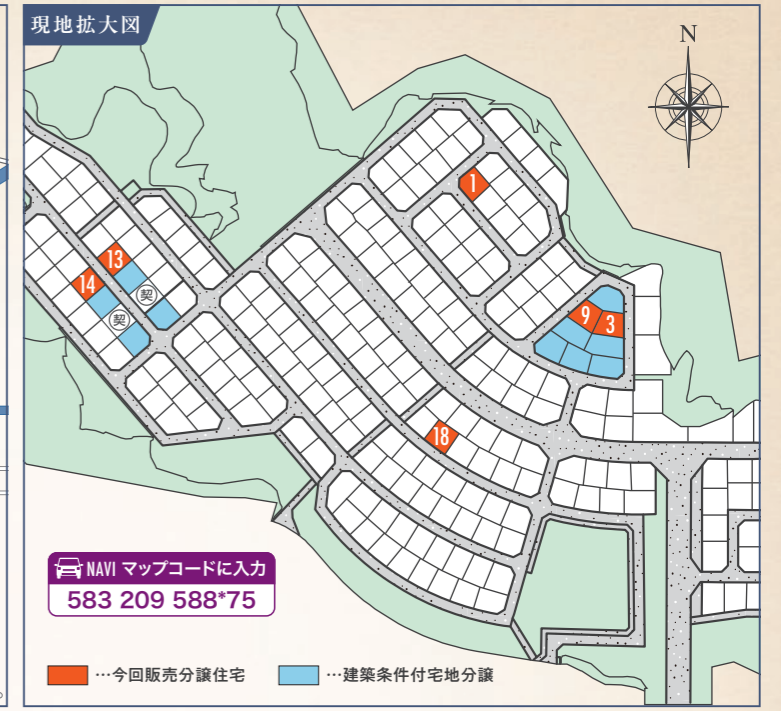 現地拡大図
N
1
13
14
契
契
9
3
18
NAVI マップコードに入力
583 209 588*75
…今回販売分譲住宅
…建築条件付宅地分譲